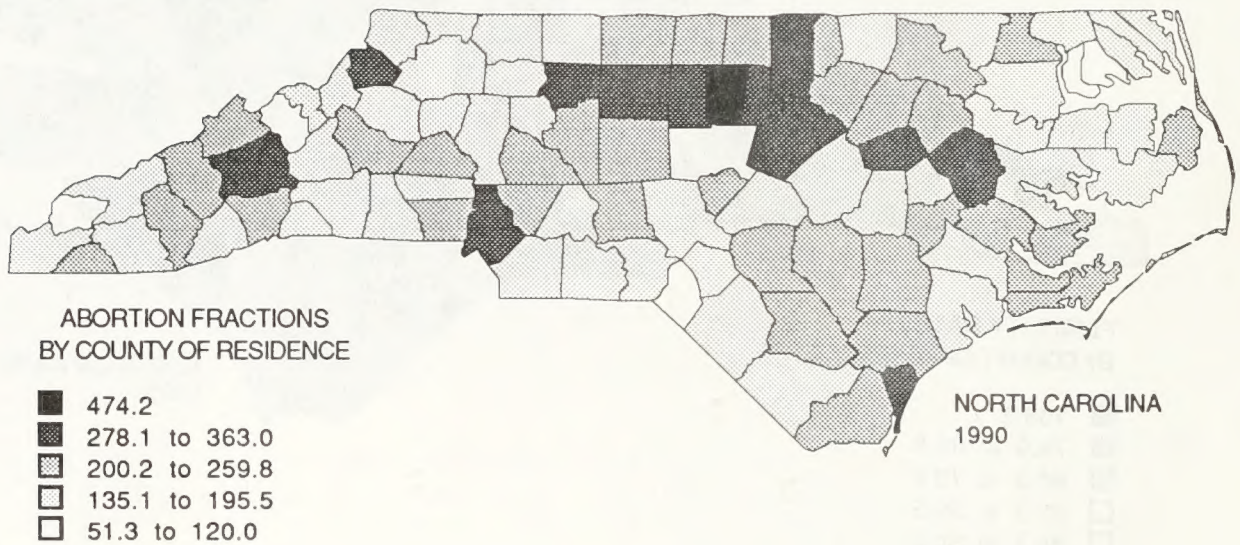 ABORTION FRACTIONS
BY COUNTY OF RESIDENCE
474.2
278.1 to 363.0
200.2 to 259.8
135.1 to 195.5
51.3 to 120.0
NORTH CAROLINA
1990